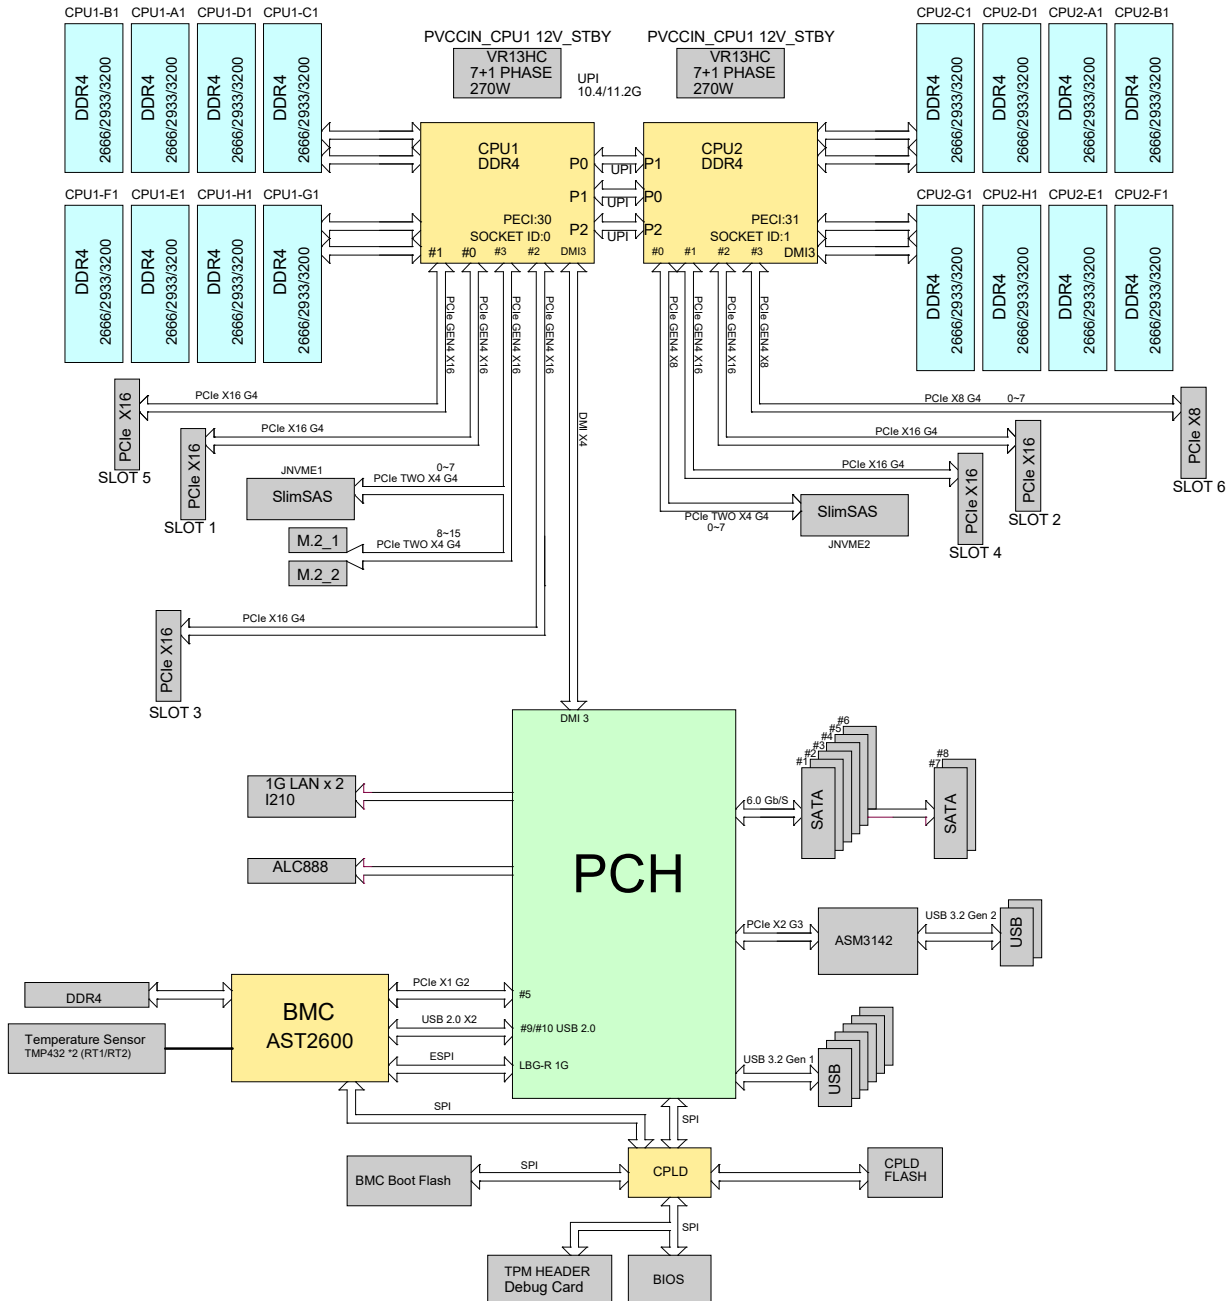 CPU1-B1 CPU1-A1 CPU1-D1 CPU1-C1
CPU2-C1 CPU2-D1 CPU2-A1 CPU2-B1
DDR4 2666/2933/3200
DDR4 2666/2933/3200
DDR4 2666/2933/3200
DDR4 2666/2933/3200
PVCCIN_CPU1 12V_STBY
VR13HC
7+1 PHASE
270W
UPI
10.4/11.2G
PVCCIN_CPU1 12V_STBY
VR13HC
7+1 PHASE
270W
DDR4 2666/2933/3200
DDR4 2666/2933/3200
DDR4 2666/2933/3200
DDR4 2666/2933/3200
CPU1
DDR4
P0
P1
P2
PECI:30
SOCKET ID:0
#1 #0 #3 #2 DMI3
UPI
UPI
UPI
CPU2
DDR4
P1
P0
P2
PECI:31
SOCKET ID:1
#0 #1 #2 #3 DMI3
CPU1-F1 CPU1-E1 CPU1-H1 CPU1-G1
DDR4 2666/2933/3200
DDR4 2666/2933/3200
DDR4 2666/2933/3200
DDR4 2666/2933/3200
CPU2-G1 CPU2-H1 CPU2-E1 CPU2-F1
DDR4 2666/2933/3200
DDR4 2666/2933/3200
DDR4 2666/2933/3200
DDR4 2666/2933/3200
PCIe GEN4 X16
PCIe GEN4 X16
PCIe GEN4 X16
PCIe GEN4 X16
PCIe GEN4 X8
PCIe GEN4 X16
PCIe GEN4 X16
PCIe GEN4 X8
PCIe X16 G4
PCIe X16
SLOT 5
PCIe X16 G4
PCIe X16
SLOT 1
JNVME1
SlimSAS
0~7
PCIe TWO X4 G4
M.2_1
M.2_2
8~15
PCIe TWO X4 G4
PCIe X16 G4
PCIe X16
SLOT 3
DMI X4
PCIe X8 G4 0~7
PCIe X8
SLOT 6
PCIe X16 G4
PCIe X16
SLOT 2
PCIe X16 G4
PCIe X16
SLOT 4
PCIe TWO X4 G4
0~7
SlimSAS
JNVME2
DMI 3
PCH
1G LAN x 2
I210
ALC888
6.0 Gb/S
#1 #2 #3 #4 #5 #6
SATA
#7 #8
SATA
PCIe X2 G3
ASM3142
USB 3.2 Gen 2
USB
DDR4
Temperature Sensor
TMP432 *2 (RT1/RT2)
BMC
AST2600
PCIe X1 G2
#5
USB 2.0 X2
#9/#10 USB 2.0
ESPI
LBG-R 1G
USB 3.2 Gen 1
USB
SPI
SPI
BMC Boot Flash
SPI
CPLD
CPLD
FLASH
SPI
TPM HEADER
Debug Card
BIOS